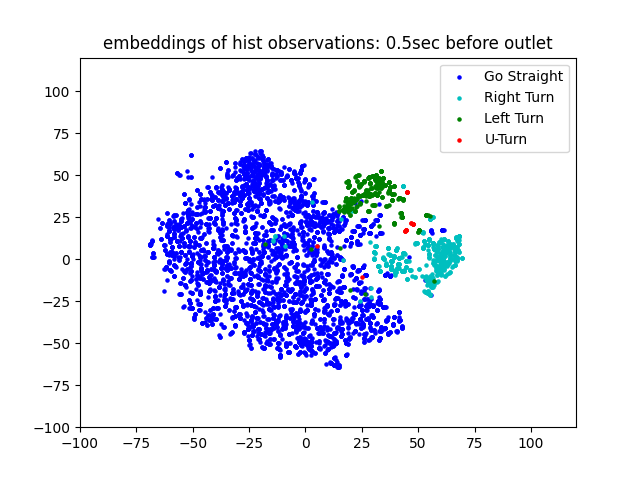 embeddings of hist observations: 0.5sec before outlet
Go Straight
Right Turn
Left Turn
U-Turn
100
75
50
25
0
−25
−50
−75
−100
−100 −75 −50 −25 0 25 50 75 100